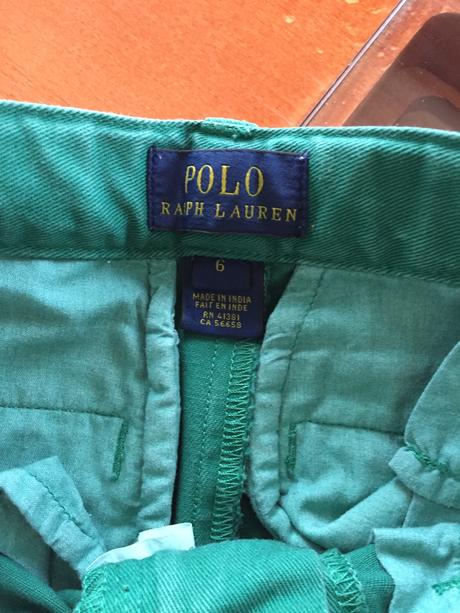 POLO
RALPH LAUREN
6
MADE IN INDIA
FAIT EN INDE
RN 41381
CA 56658